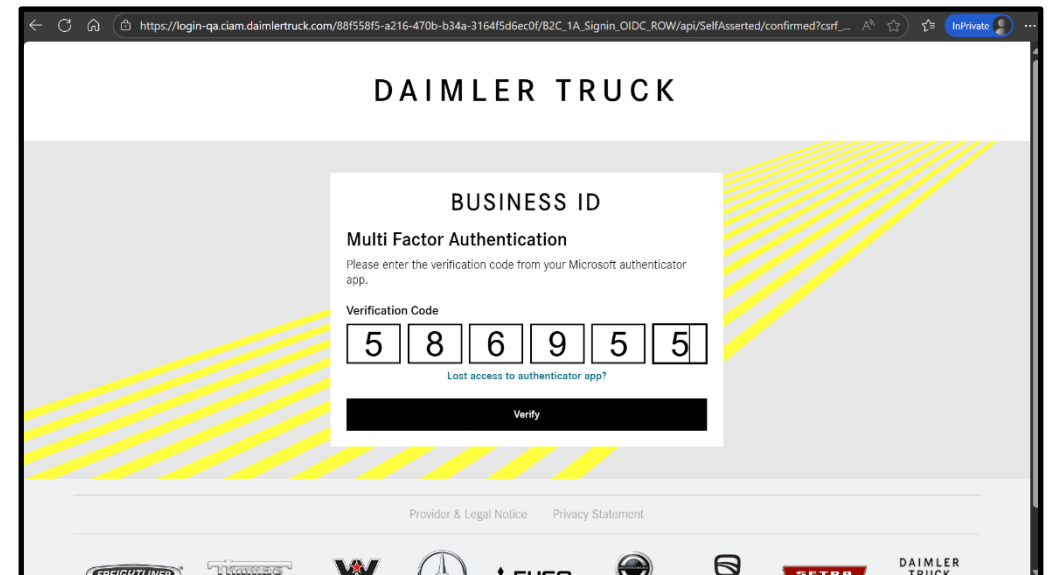 https://login-qa.ciam.daimlertruck.com/88f558f5-a216-470b-b34a-3164f5d6ec0f/B2C_1A_Signin_OIDC_ROW/api/SelfAsserted/confirmed?csrf_...
InPrivate
DAIMLER TRUCK
BUSINESS ID
Multi Factor Authentication
Please enter the verification code from your Microsoft authenticator
app.
Verification Code
5 8 6 9 5 5
Lost access to authenticator app?
Verify
Provider & Legal Notice Privacy Statement
FREIGHTLINER
DAIMLER
TRUCK